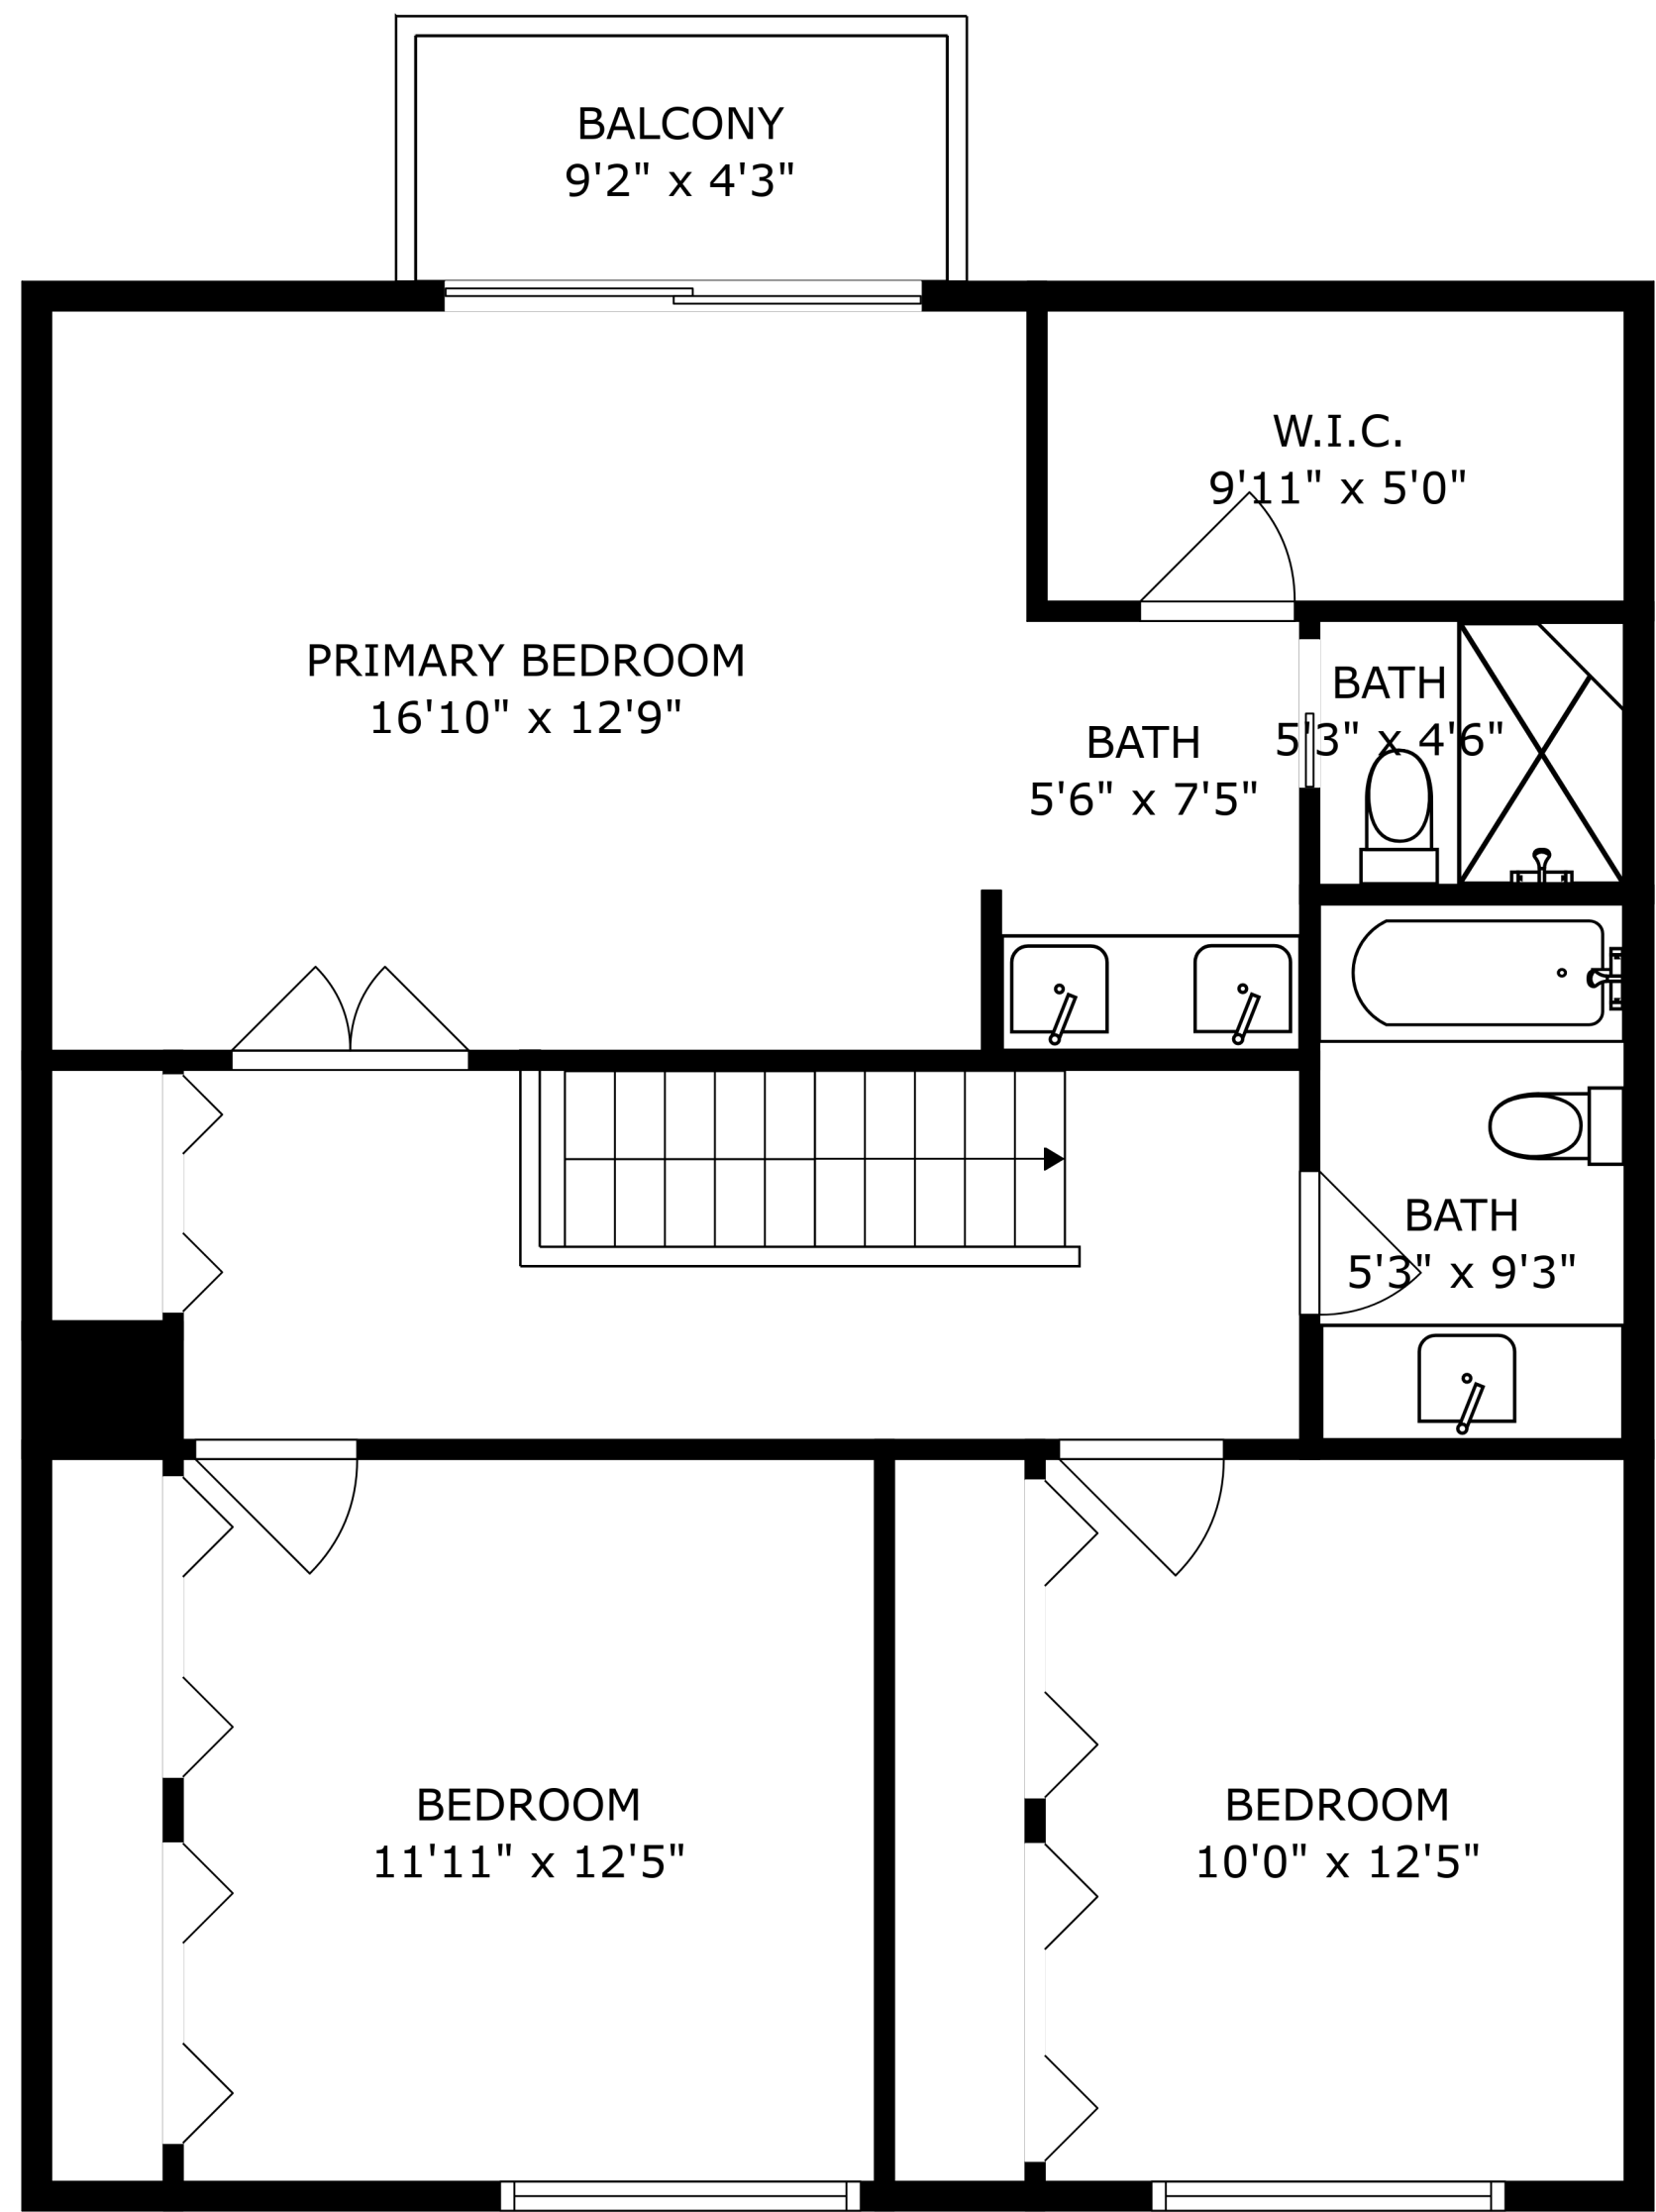 BALCONY
9'2" x 4'3"
W.I.C.
9'11" x 5'0"
PRIMARY BEDROOM
16'10" x 12'9"
BATH
5'3" x 4'6"
BATH
5'6" x 7'5"
BATH
5'3" x 9'3"
BEDROOM
11'11" x 12'5"
BEDROOM
10'0" x 12'5"